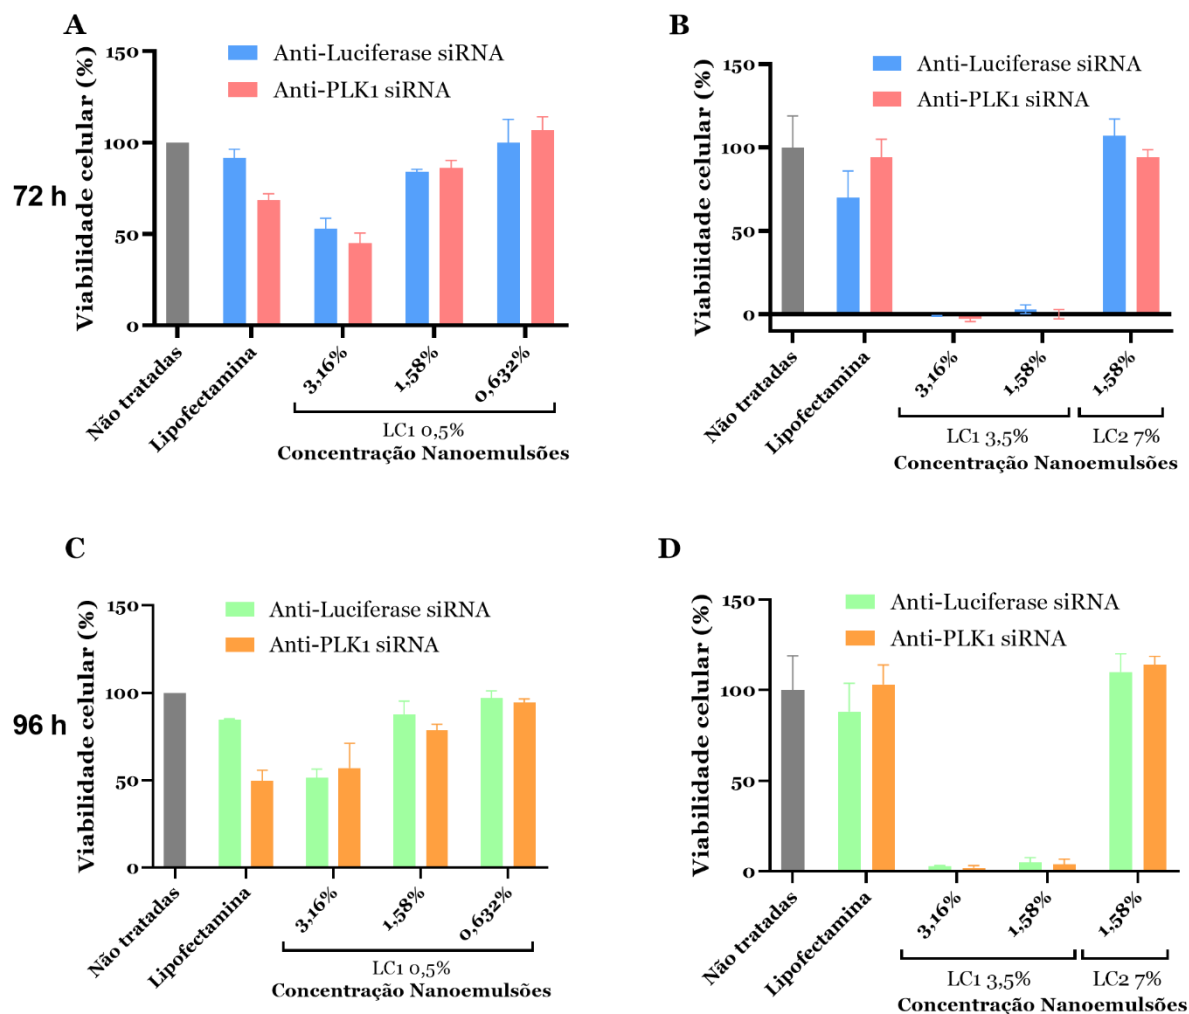 A
Anti-Luciferase siRNA
Anti-PLK1 siRNA
Viabilidade celular (%)
150
100
50
0
72 h
Não tratadas
Lipofectamina
3,16%
1,58%
0,632%
LC1 0,5%
Concentração Nanoemulsões
B
Anti-Luciferase siRNA
Anti-PLK1 siRNA
Viabilidade celular (%)
150
100
50
0
Não tratadas
Lipofectamina
3,16%
1,58%
1,58%
LC1 3,5%
LC2 7%
Concentração Nanoemulsões
C
Anti-Luciferase siRNA
Anti-PLK1 siRNA
Viabilidade celular (%)
150
100
50
0
96 h
Não tratadas
Lipofectamina
3,16%
1,58%
0,632%
LC1 0,5%
Concentração Nanoemulsões
D
Anti-Luciferase siRNA
Anti-PLK1 siRNA
Viabilidade celular (%)
150
100
50
0
Não tratadas
Lipofectamina
3,16%
1,58%
1,58%
LC1 3,5%
LC2 7%
Concentração Nanoemulsões